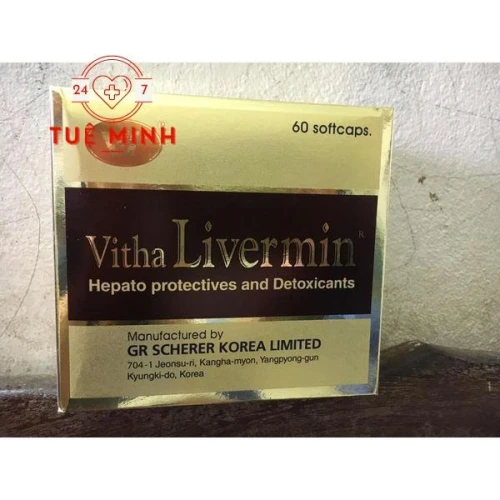 24 7
TUỆ MINH
60 softcaps.
Vitha Livermin®
Hepato protectives and Detoxicants
Manufactured by
GR SCHERER KOREA LIMITED
704-1 Jeonsu-ri, Kangha-myon, Yangpyong-gun
Kyungki-do, Korea